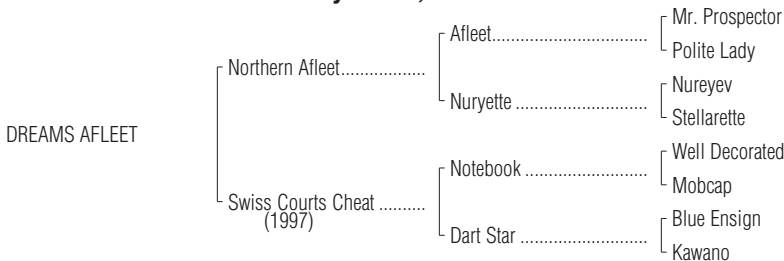 Mr. Prospector
Afleet
Polite Lady
Northern Afleet
Nureyev
Nuryette
Stellarette
DREAMS AFLEET
Well Decorated
Notebook
Mobcap
Swiss Courts Cheat
(1997)
Blue Ensign
Dart Star
Kawano